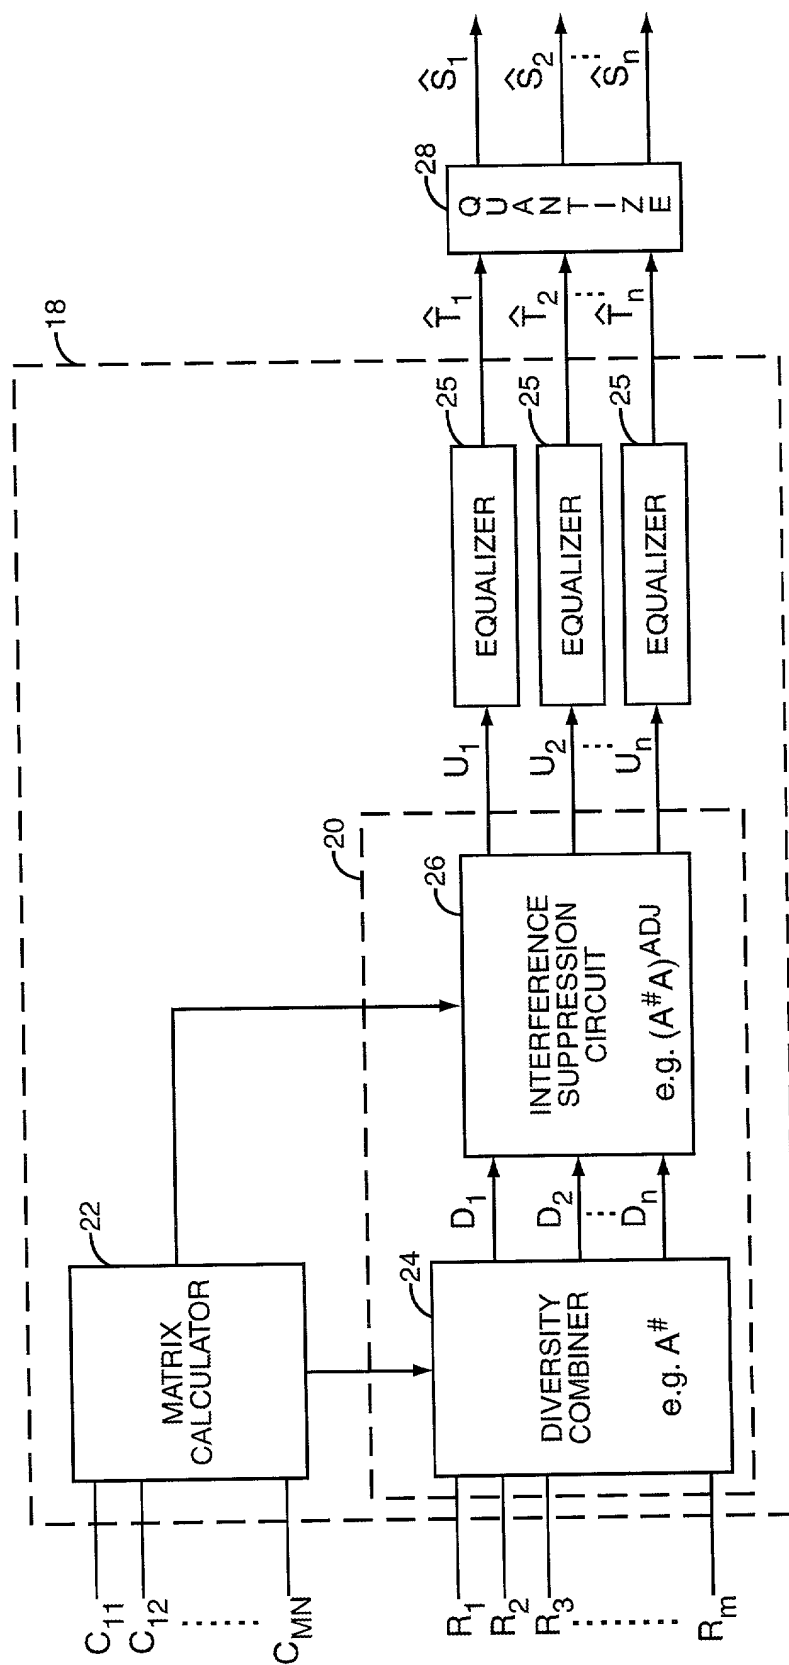 18
C11
C12
........
CMN
MATRIX
CALCULATOR
22
20
R1
R2
R3
..........
Rm
DIVERSITY
COMBINER
e.g. A#
24
D1
D2
.....
Dn
INTERFERENCE
SUPPRESSION
CIRCUIT
e.g. (A#A)ADJ
26
U1
U2
.....
Un
EQUALIZER
25
EQUALIZER
25
EQUALIZER
25
T̂1
T̂2
.....
T̂n
QUANTIZE
28
Ŝ1
Ŝ2
.....
Ŝn